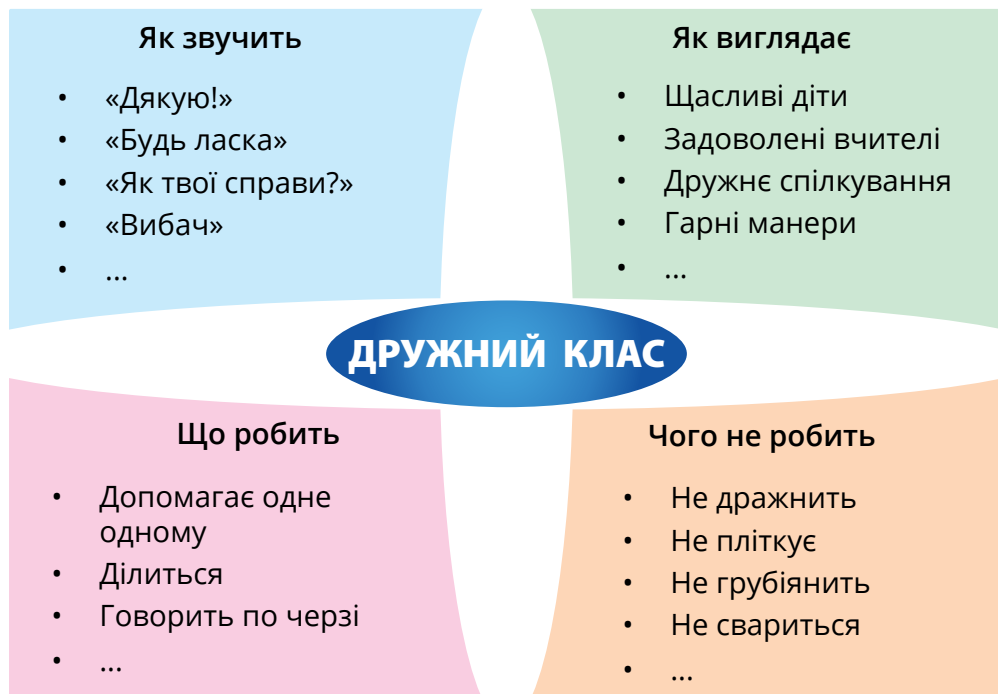 Як звучить
• «Дякую!»
• «Будь ласка»
• «Як твої справи?»
• «Вибач»
• ...
Як виглядає
• Щасливі діти
• Задоволені вчителі
• Дружнє спілкування
• Гарні манери
• ...
ДРУЖНИЙ КЛАС
Що робить
• Допомагає одне
одному
• Ділиться
• Говорить по черзі
• ...
Чого не робить
• Не дражнить
• Не пліткує
• Не грубіянить
• Не свариться
• ...